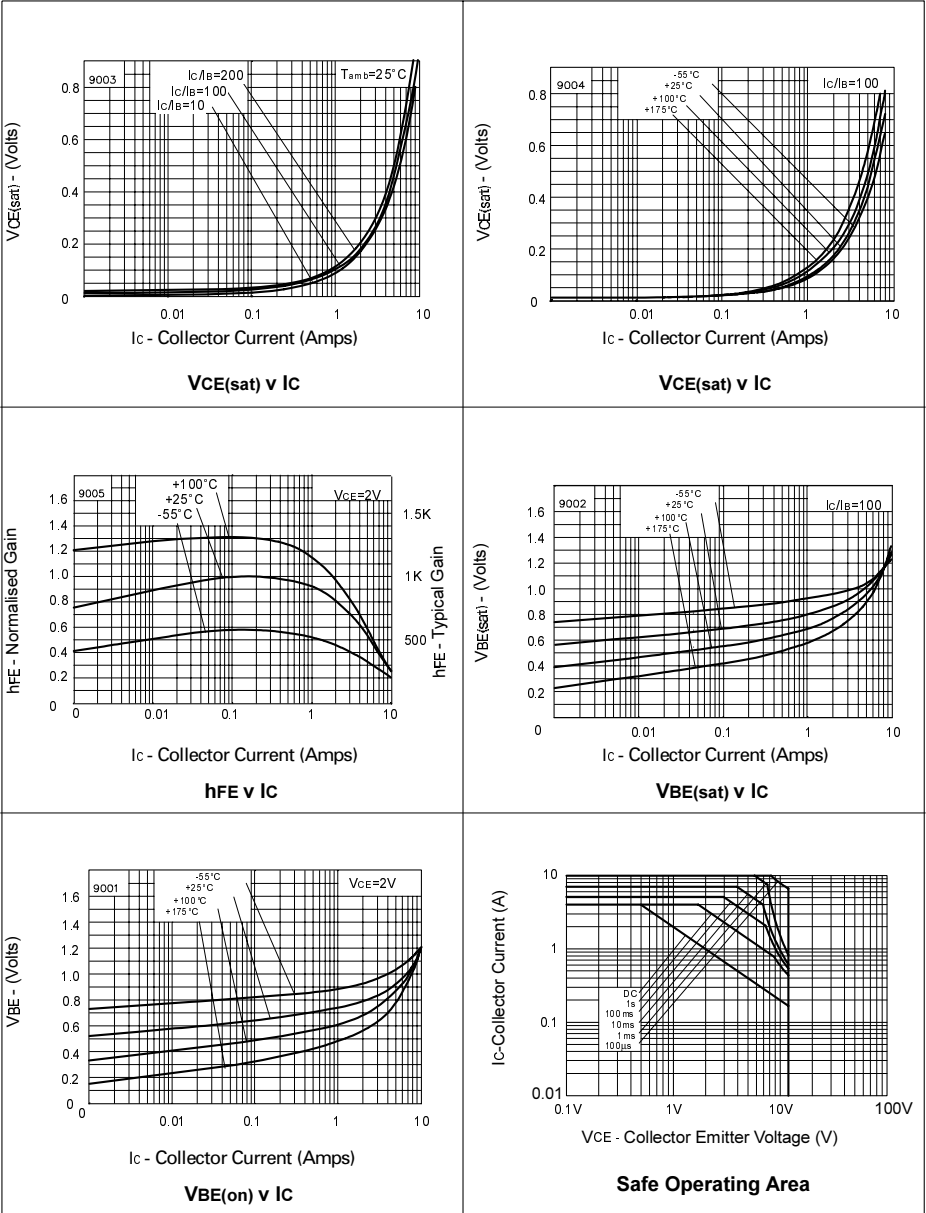 9003
IC/IB=200
IC/IB=100
IC/IB=10
Tamb=25°C
0.8
0.6
0.4
0.2
0
VCE(sat) - (Volts)
0.01
0.1
1
10
IC - Collector Current (Amps)
VCE(sat) v IC
9004
-55°C
+25°C
+100°C
+175°C
IC/IB=100
0.8
0.6
0.4
0.2
0
VCE(sat) - (Volts)
0.01
0.1
1
10
IC - Collector Current (Amps)
VCE(sat) v IC
9005
+100°C
+25°C
-55°C
VCE=2V
1.6
1.4
1.2
1.0
0.8
0.6
0.4
0.2
0
hFE - Normalised Gain
1.5K
1K
500
hFE - Typical Gain
0
0.01
0.1
1
10
IC - Collector Current (Amps)
hFE v IC
9002
-55°C
+25°C
+100°C
+175°C
IC/IB=100
1.6
1.4
1.2
1.0
0.8
0.6
0.4
0.2
0
VBE(sat) - (Volts)
0.01
0.1
1
10
IC - Collector Current (Amps)
VBE(sat) v IC
9001
-55°C
+25°C
+100°C
+175°C
VCE=2V
1.6
1.4
1.2
1.0
0.8
0.6
0.4
0.2
0
VBE - (Volts)
0
0.01
0.1
1
10
IC - Collector Current (Amps)
VBE(on) v IC
10
1
0.1
0.01
IC-Collector Current (A)
DC
1s
100ms
10ms
1ms
100µs
0.1V
1V
10V
100V
VCE - Collector Emitter Voltage (V)
Safe Operating Area